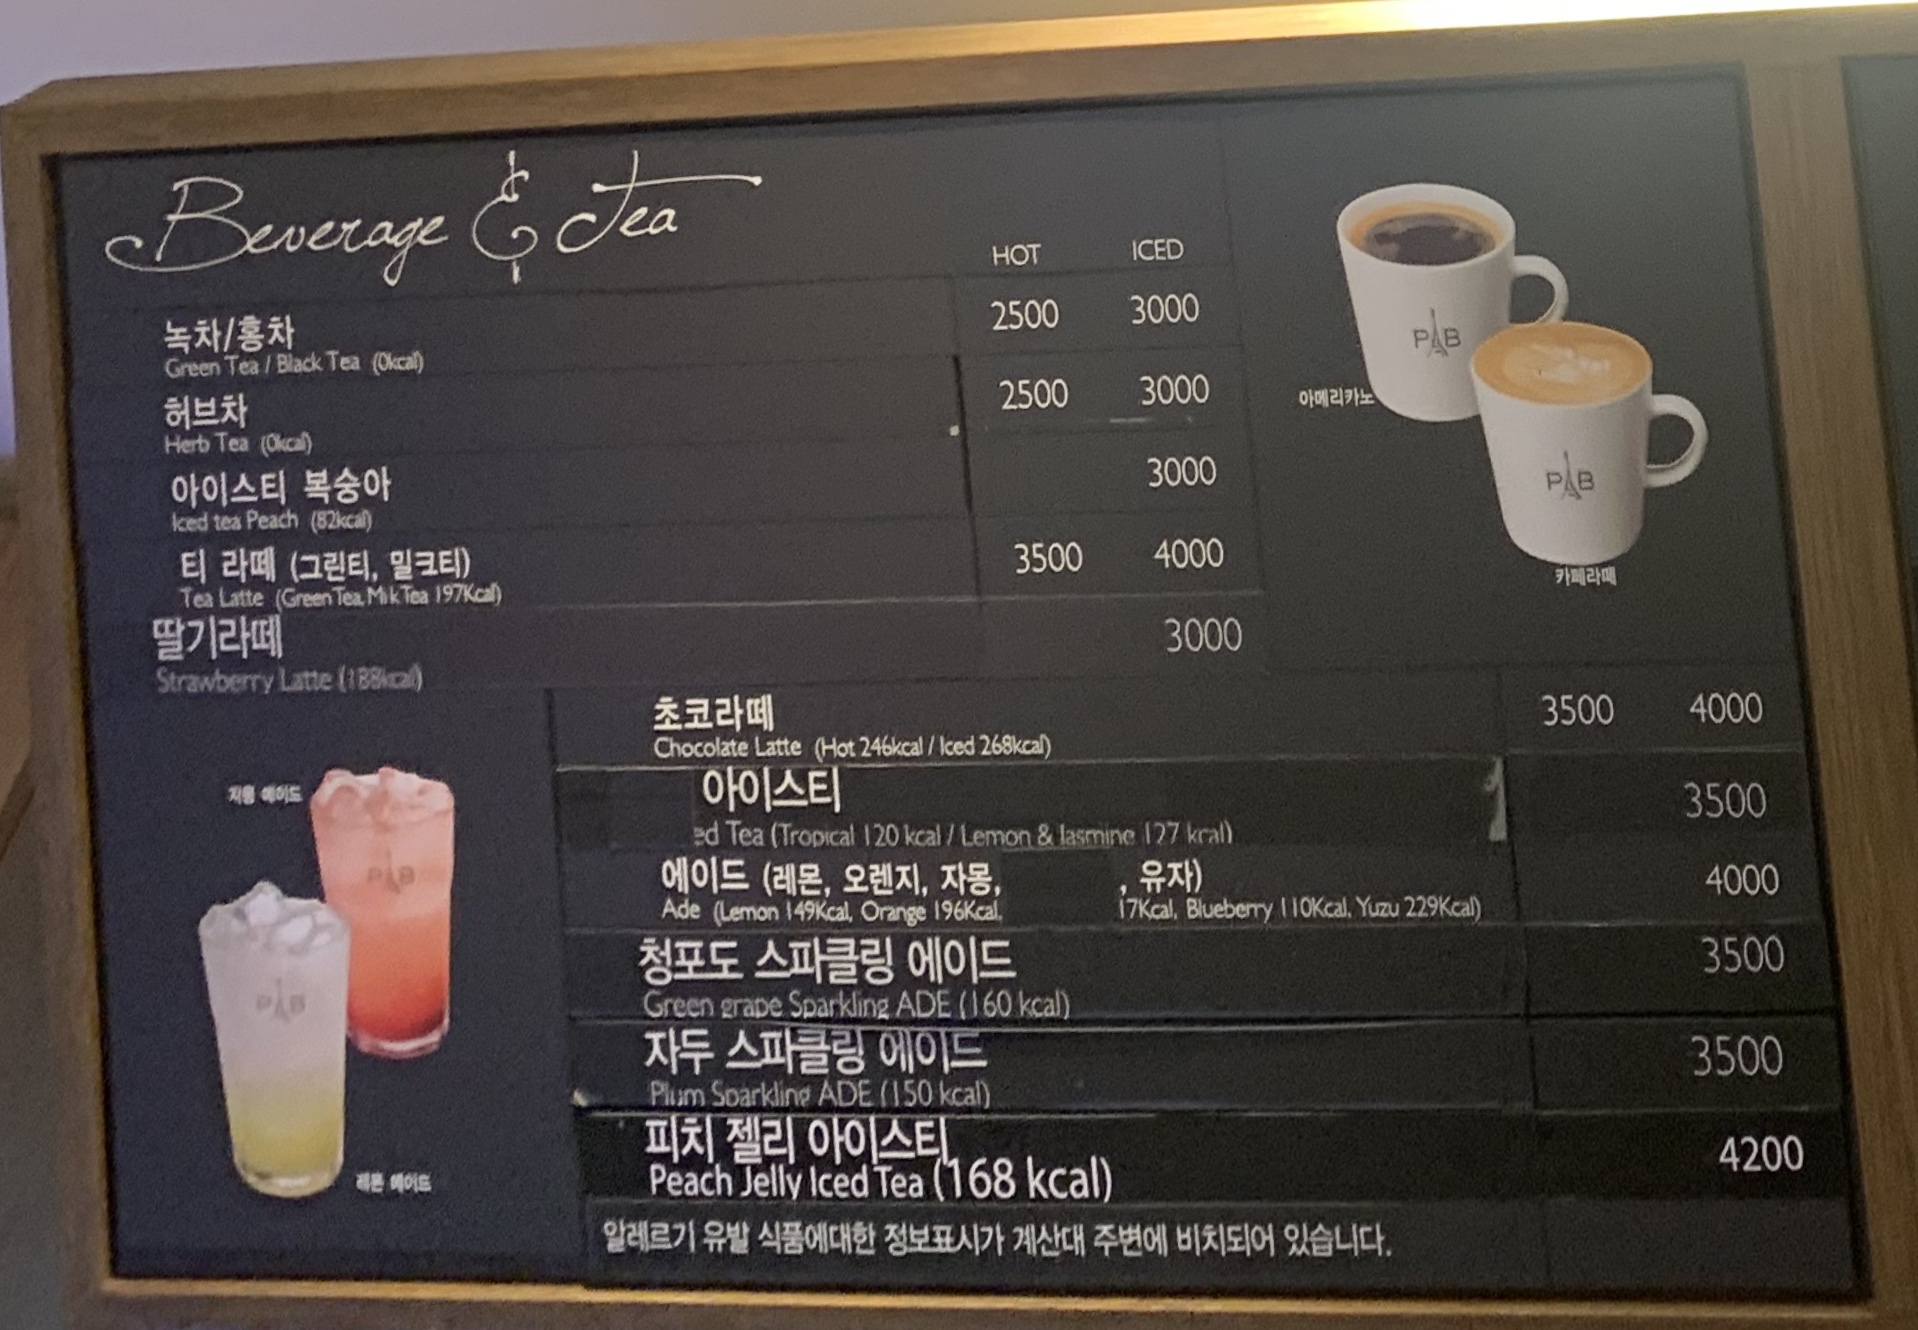 Beverage & Tea
HOT ICED
녹차/홍차 2500 3000
Green Tea / Black Tea (0kcal)
허브차 2500 3000
Herb Tea (0kcal)
아이스티 복숭아 3000
Iced tea Peach (82kcal)
티 라떼 (그린티, 밀크티) 3500 4000
Tea Latte (Green Tea, Milk Tea 197Kcal)
딸기라떼 3000
Strawberry Latte (188kcal)
P B
아메리카노
P B
카페라떼
초코라떼 3500 4000
Chocolate Latte (Hot 246kcal / Iced 268kcal)
아이스티 3500
ed Tea (Tropical 120 kcal / Lemon & Jasmine 127 kcal)
에이드 (레몬, 오렌지, 자몽, , 유자) 4000
Ade (Lemon 149Kcal, Orange 196Kcal, 17Kcal, Blueberry 110Kcal, Yuzu 229Kcal)
청포도 스파클링 에이드 3500
Green grape Sparkling ADE (160 kcal)
자두 스파클링 에이드 3500
Plum Sparkling ADE (150 kcal)
피치 젤리 아이스티 4200
Peach Jelly Iced Tea (168 kcal)
알레르기 유발 식품에대한 정보표시가 계산대 주변에 비치되어 있습니다.
자몽 에이드
P B
P B
레몬 에이드